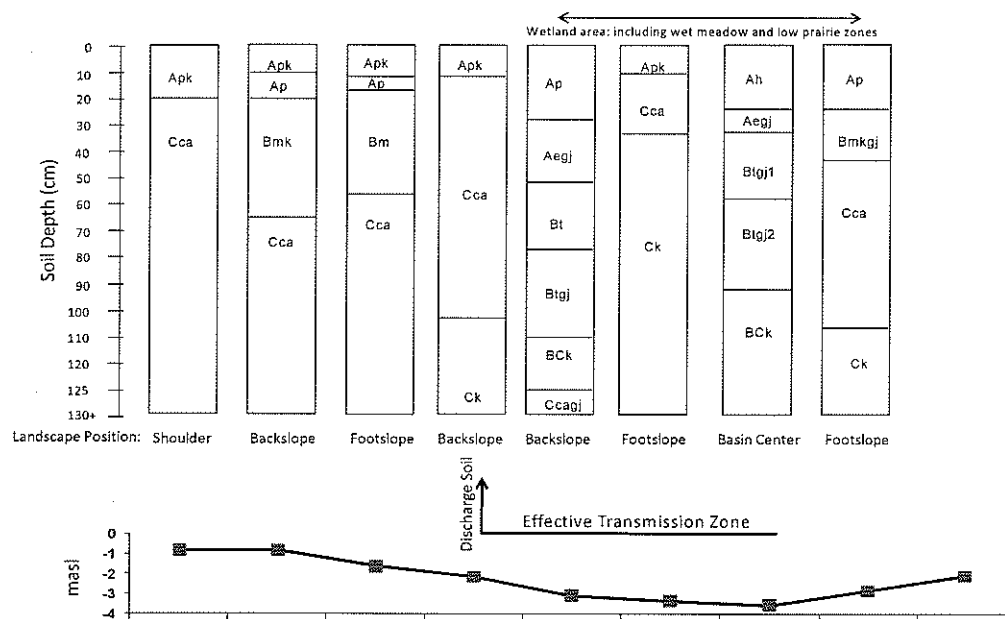 Wetland area: including wet meadow and low prairie zones
Soil Depth (cm)
0
10
20
30
40
50
60
70
80
90
100
110
120
125
130+
Apk
Cca
Apk
Ap
Bmk
Cca
Apk
Ap
Bm
Cca
Apk
Cca
Ck
Ap
Aegj
Bt
Btgj
BCk
Ccagj
Apk
Cca
Ck
Ah
Aegj
Btgj1
Btgj2
BCk
Ap
Bmkgj
Cca
Ck
Landscape Position: Shoulder Backslope Footslope Backslope Backslope Footslope Basin Center Footslope
Discharge Soil
Effective Transmission Zone
masl
0
-1
-2
-3
-4